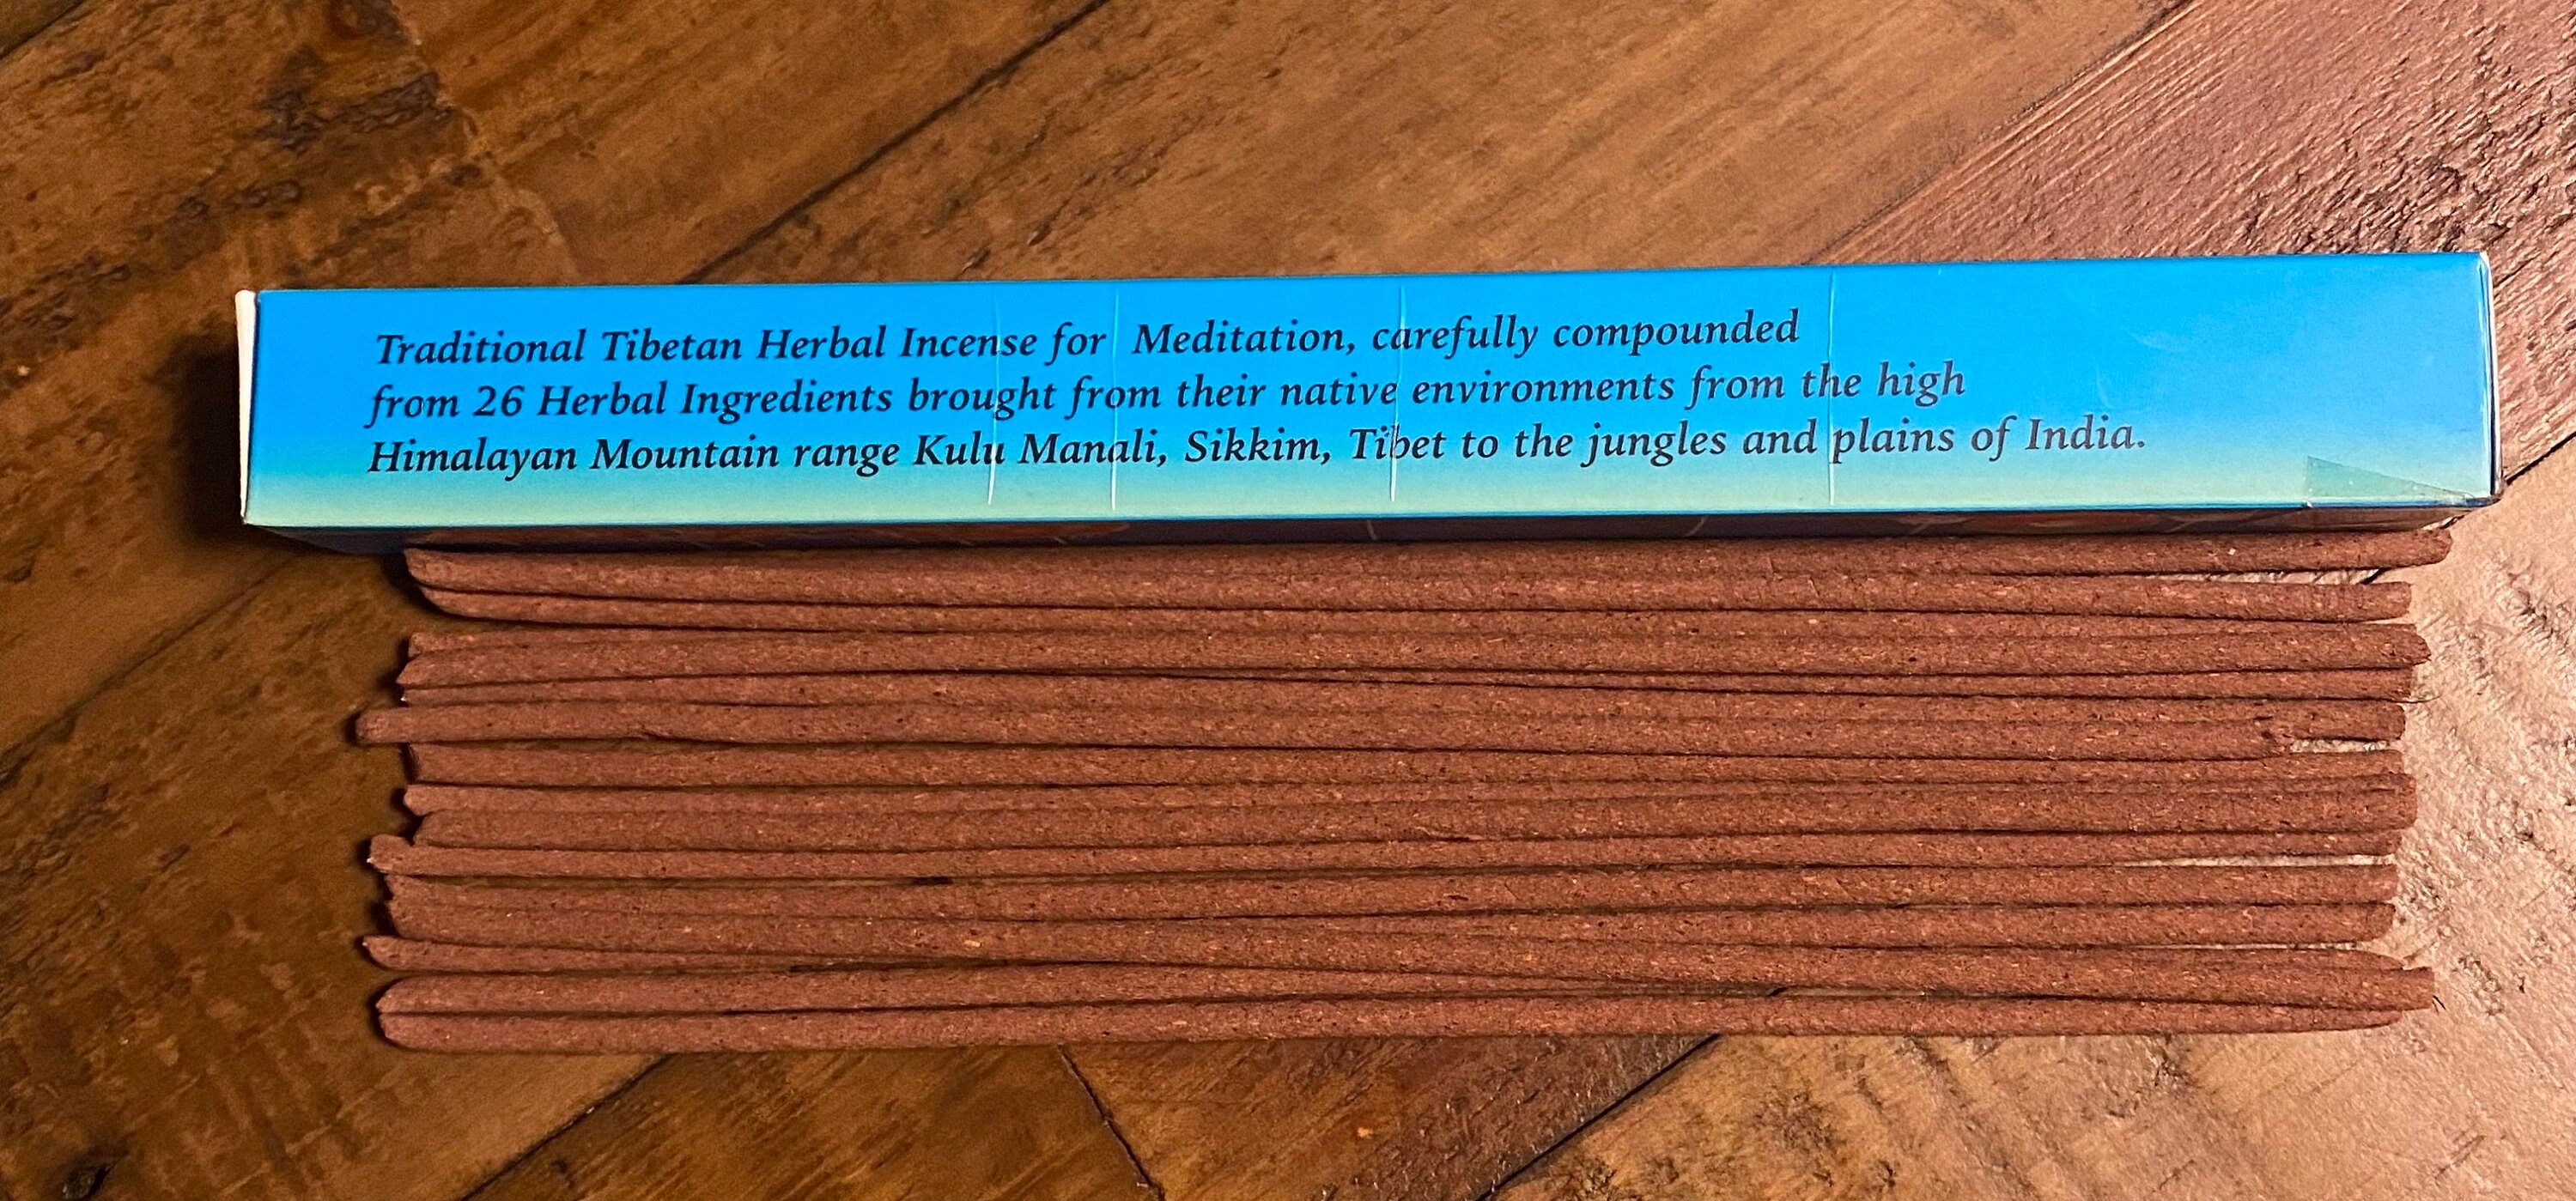 Traditional Tibetan Herbal Incense for Meditation, carefully compounded
from 26 Herbal Ingredients brought from their native environments from the high
Himalayan Mountain range Kulu Manali, Sikkim, Tibet to the jungles and plains of India.